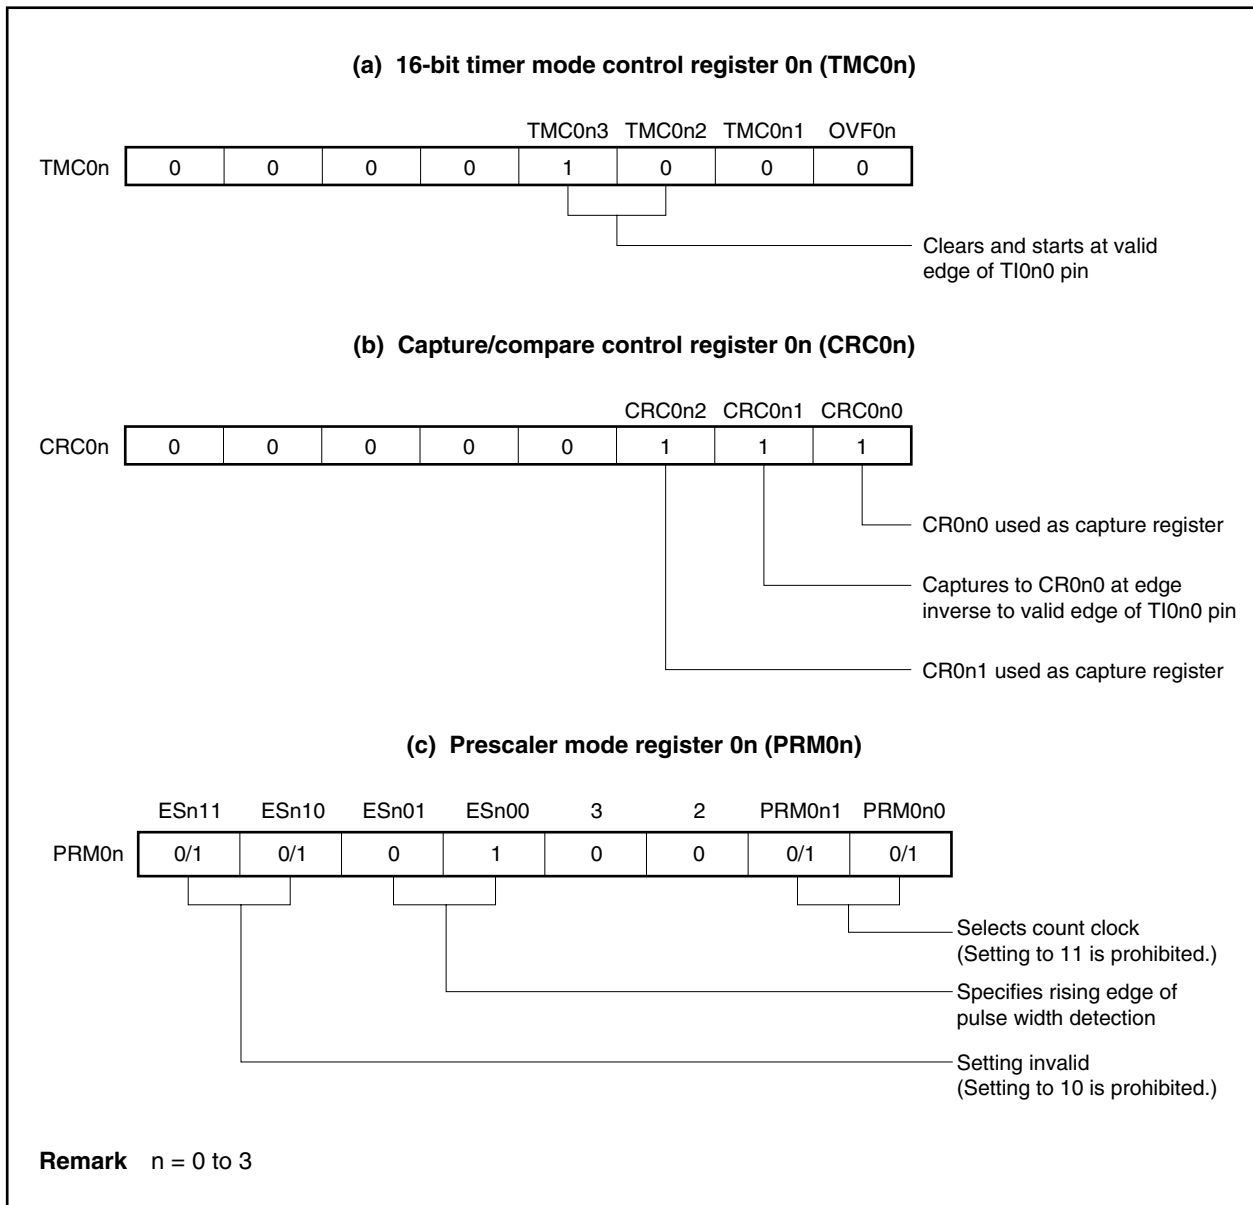 (a) 16-bit timer mode control register 0n (TMC0n)
TMC0n3 TMC0n2 TMC0n1 OVF0n
TMC0n 0 0 0 0 1 0 0 0
Clears and starts at valid
edge of TI0n0 pin
(b) Capture/compare control register 0n (CRC0n)
CRC0n2 CRC0n1 CRC0n0
CRC0n 0 0 0 0 0 1 1 1
CR0n0 used as capture register
Captures to CR0n0 at edge
inverse to valid edge of TI0n0 pin
CR0n1 used as capture register
(c) Prescaler mode register 0n (PRM0n)
ESn11 ESn10 ESn01 ESn00 3 2 PRM0n1 PRM0n0
PRM0n 0/1 0/1 0 1 0 0 0/1 0/1
Selects count clock
(Setting to 11 is prohibited.)
Specifies rising edge of
pulse width detection
Setting invalid
(Setting to 10 is prohibited.)
Remark n = 0 to 3